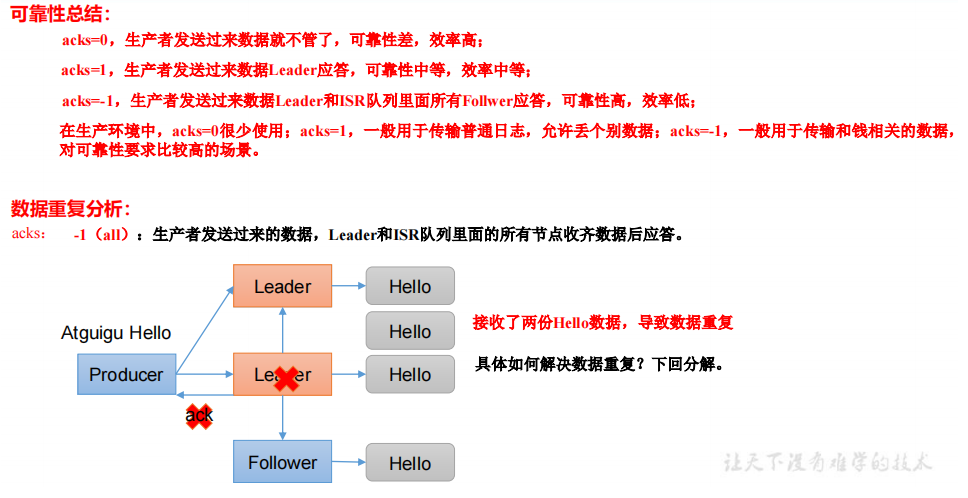 可靠性总结：
acks=0，生产者发送过来数据就不管了，可靠性差，效率高；
acks=1，生产者发送过来数据Leader应答，可靠性中等，效率中等；
acks=-1，生产者发送过来数据Leader和ISR队列里面所有Follwer应答，可靠性高，效率低；
在生产环境中，acks=0很少使用；acks=1，一般用于传输普通日志，允许丢个别数据；acks=-1，一般用于传输和钱相关的数据，
对可靠性要求比较高的场景。
数据重复分析：
acks： -1（all）：生产者发送过来的数据，Leader和ISR队列里面的所有节点收齐数据后应答。
Leader
Hello
Atguigu Hello
Hello
接收了两份Hello数据，导致数据重复
Producer
Leader
Hello
具体如何解决数据重复？下回分解。
ack
Follower
Hello
让天下没有难学的技术